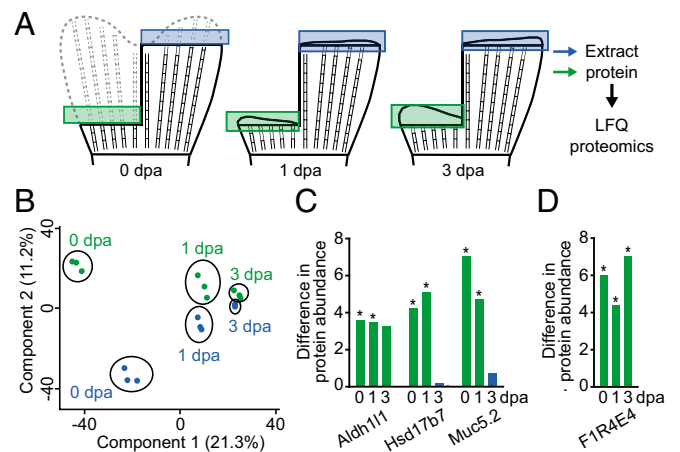 A
Extract
protein
LFQ
proteomics
0 dpa
1 dpa
3 dpa
B
Component 2 (11.2%)
40
0
-40
0 dpa
1 dpa
3 dpa
3 dpa
1 dpa
0 dpa
-40
0
40
Component 1 (21.3%)
C
Difference in
protein abundance
8
6
4
2
0
* * * * * *
0 1 3 0 1 3 0 1 3 dpa
Aldh1l1
Hsd17b7
Muc5.2
D
Difference in
protein abundance
8
6
4
2
0
* * *
0 1 3 dpa
F1R4E4